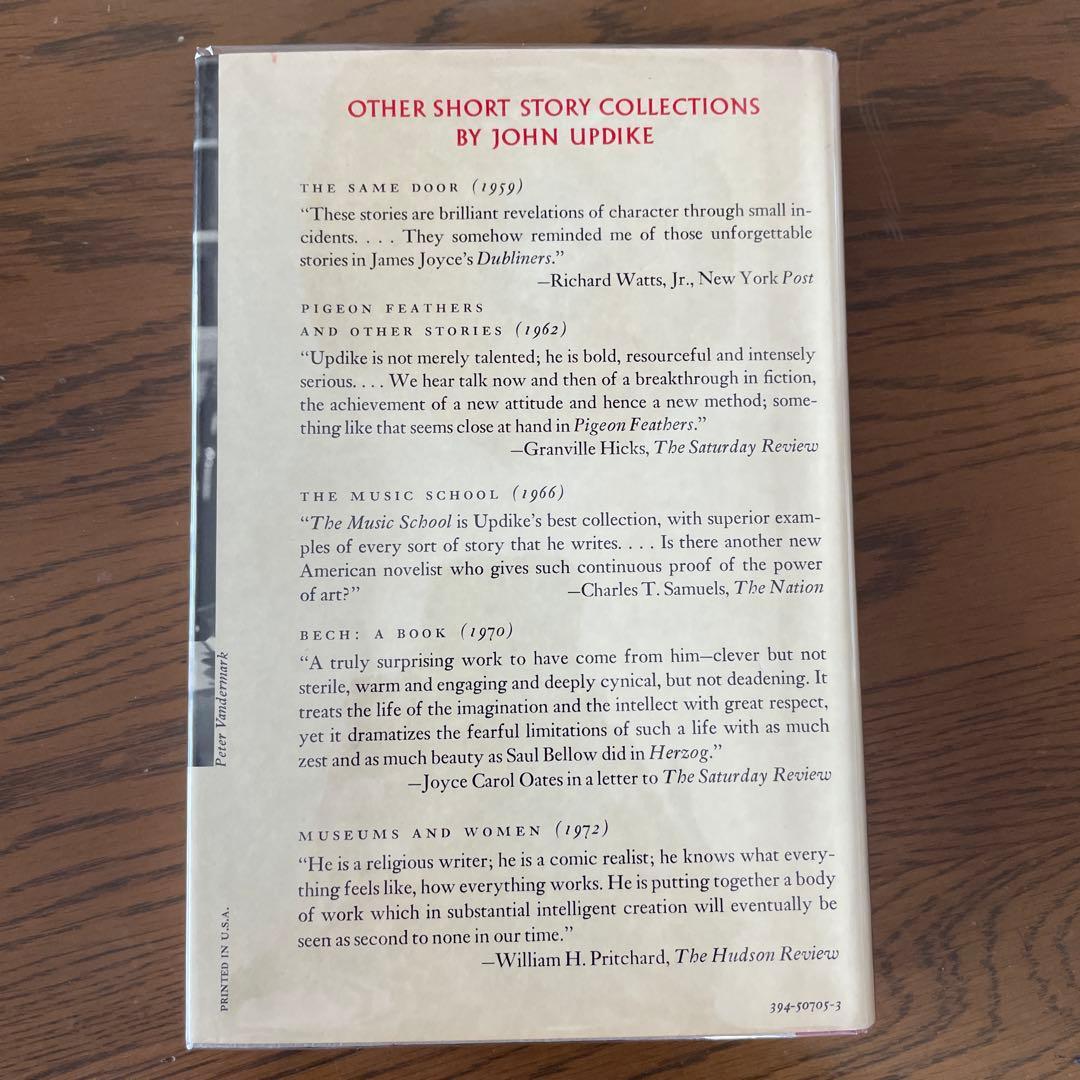 OTHER SHORT STORY COLLECTIONS
BY JOHN UPDIKE
THE SAME DOOR (1959)
“These stories are brilliant revelations of character through small in-
cidents. . . . They somehow reminded me of those unforgettable
stories in James Joyce’s Dubliners.”
—Richard Watts, Jr., New York Post
PIGEON FEATHERS
AND OTHER STORIES (1962)
“Updike is not merely talented; he is bold, resourceful and intensely
serious. . . . We hear talk now and then of a breakthrough in fiction,
the achievement of a new attitude and hence a new method; some-
thing like that seems close at hand in Pigeon Feathers.”
—Granville Hicks, The Saturday Review
THE MUSIC SCHOOL (1966)
“The Music School is Updike’s best collection, with superior exam-
ples of every sort of story that he writes. . . . Is there another new
American novelist who gives such continuous proof of the power
of art?” —Charles T. Samuels, The Nation
BECH: A BOOK (1970)
“A truly surprising work to have come from him—clever but not
sterile, warm and engaging and deeply cynical, but not deadening. It
treats the life of the imagination and the intellect with great respect,
yet it dramatizes the fearful limitations of such a life with as much
zest and as much beauty as Saul Bellow did in Herzog.”
—Joyce Carol Oates in a letter to The Saturday Review
MUSEUMS AND WOMEN (1972)
“He is a religious writer; he is a comic realist; he knows what every-
thing feels like, how everything works. He is putting together a body
of work which in substantial intelligent creation will eventually be
seen as second to none in our time.”
—William H. Pritchard, The Hudson Review
394-50705-3
Peter Vandermark
PRINTED IN U.S.A.